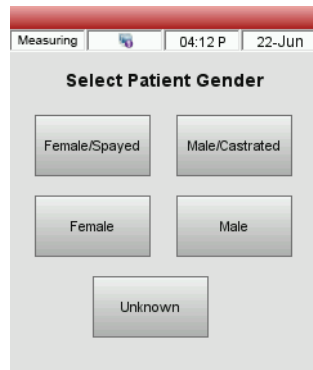 Measuring 04:12 P 22-Jun
Select Patient Gender
Female/Spayed Male/Castrated
Female Male
Unknown